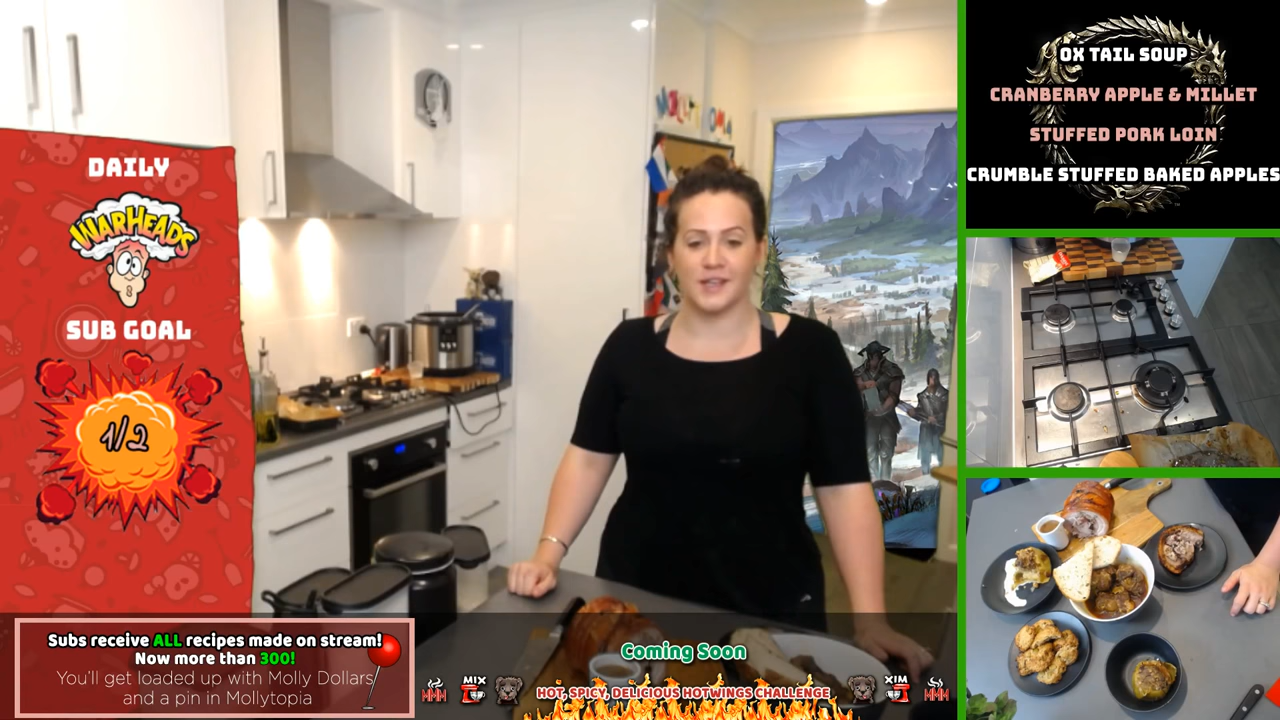 DAILY
WARHEADS
SUB GOAL
1/2
Subs receive ALL recipes made on stream!
Now more than 300!
You'll get loaded up with Molly Dollars
and a pin in Mollytopia
Coming Soon
MIX
HOT, SPICY, DELICIOUS HOTWINGS CHALLENGE
XIM
OX TAIL SOUP
CRANBERRY APPLE & MILLET
STUFFED PORK LOIN
CRUMBLE STUFFED BAKED APPLES